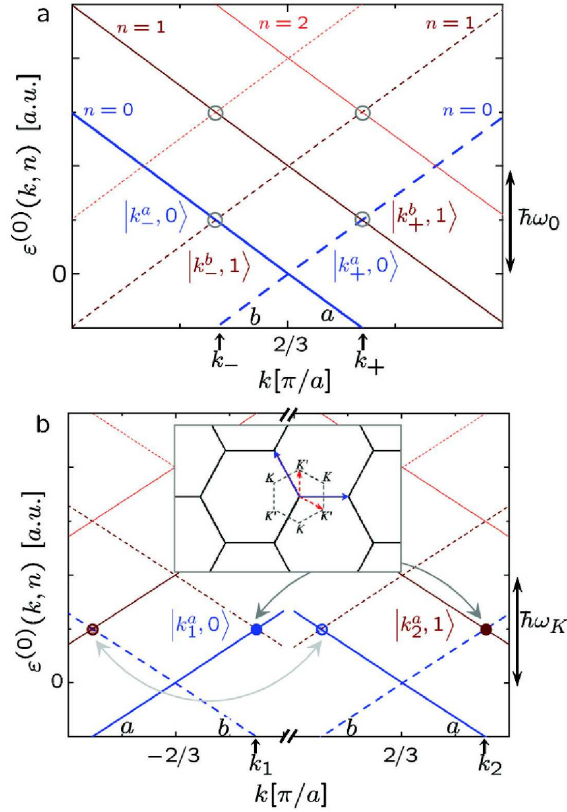 a
n=1 n=2 n=1
n=0 n=0
ε⁽⁰⁾(k,n) [a.u.]
|k₋ᵃ,0⟩ |k₊ᵇ,1⟩
ħω₀
|k₋ᵇ,1⟩ |k₊ᵃ,0⟩
0
b a
k₋ 2/3 k₊
k[π/a]
b
K K' K
K' K K'
ε⁽⁰⁾(k,n) [a.u.]
|k₁ᵃ,0⟩ |k₂ᵃ,1⟩
ħω_K
0
a b b a
−2/3 k₁ 2/3 k₂
k[π/a]